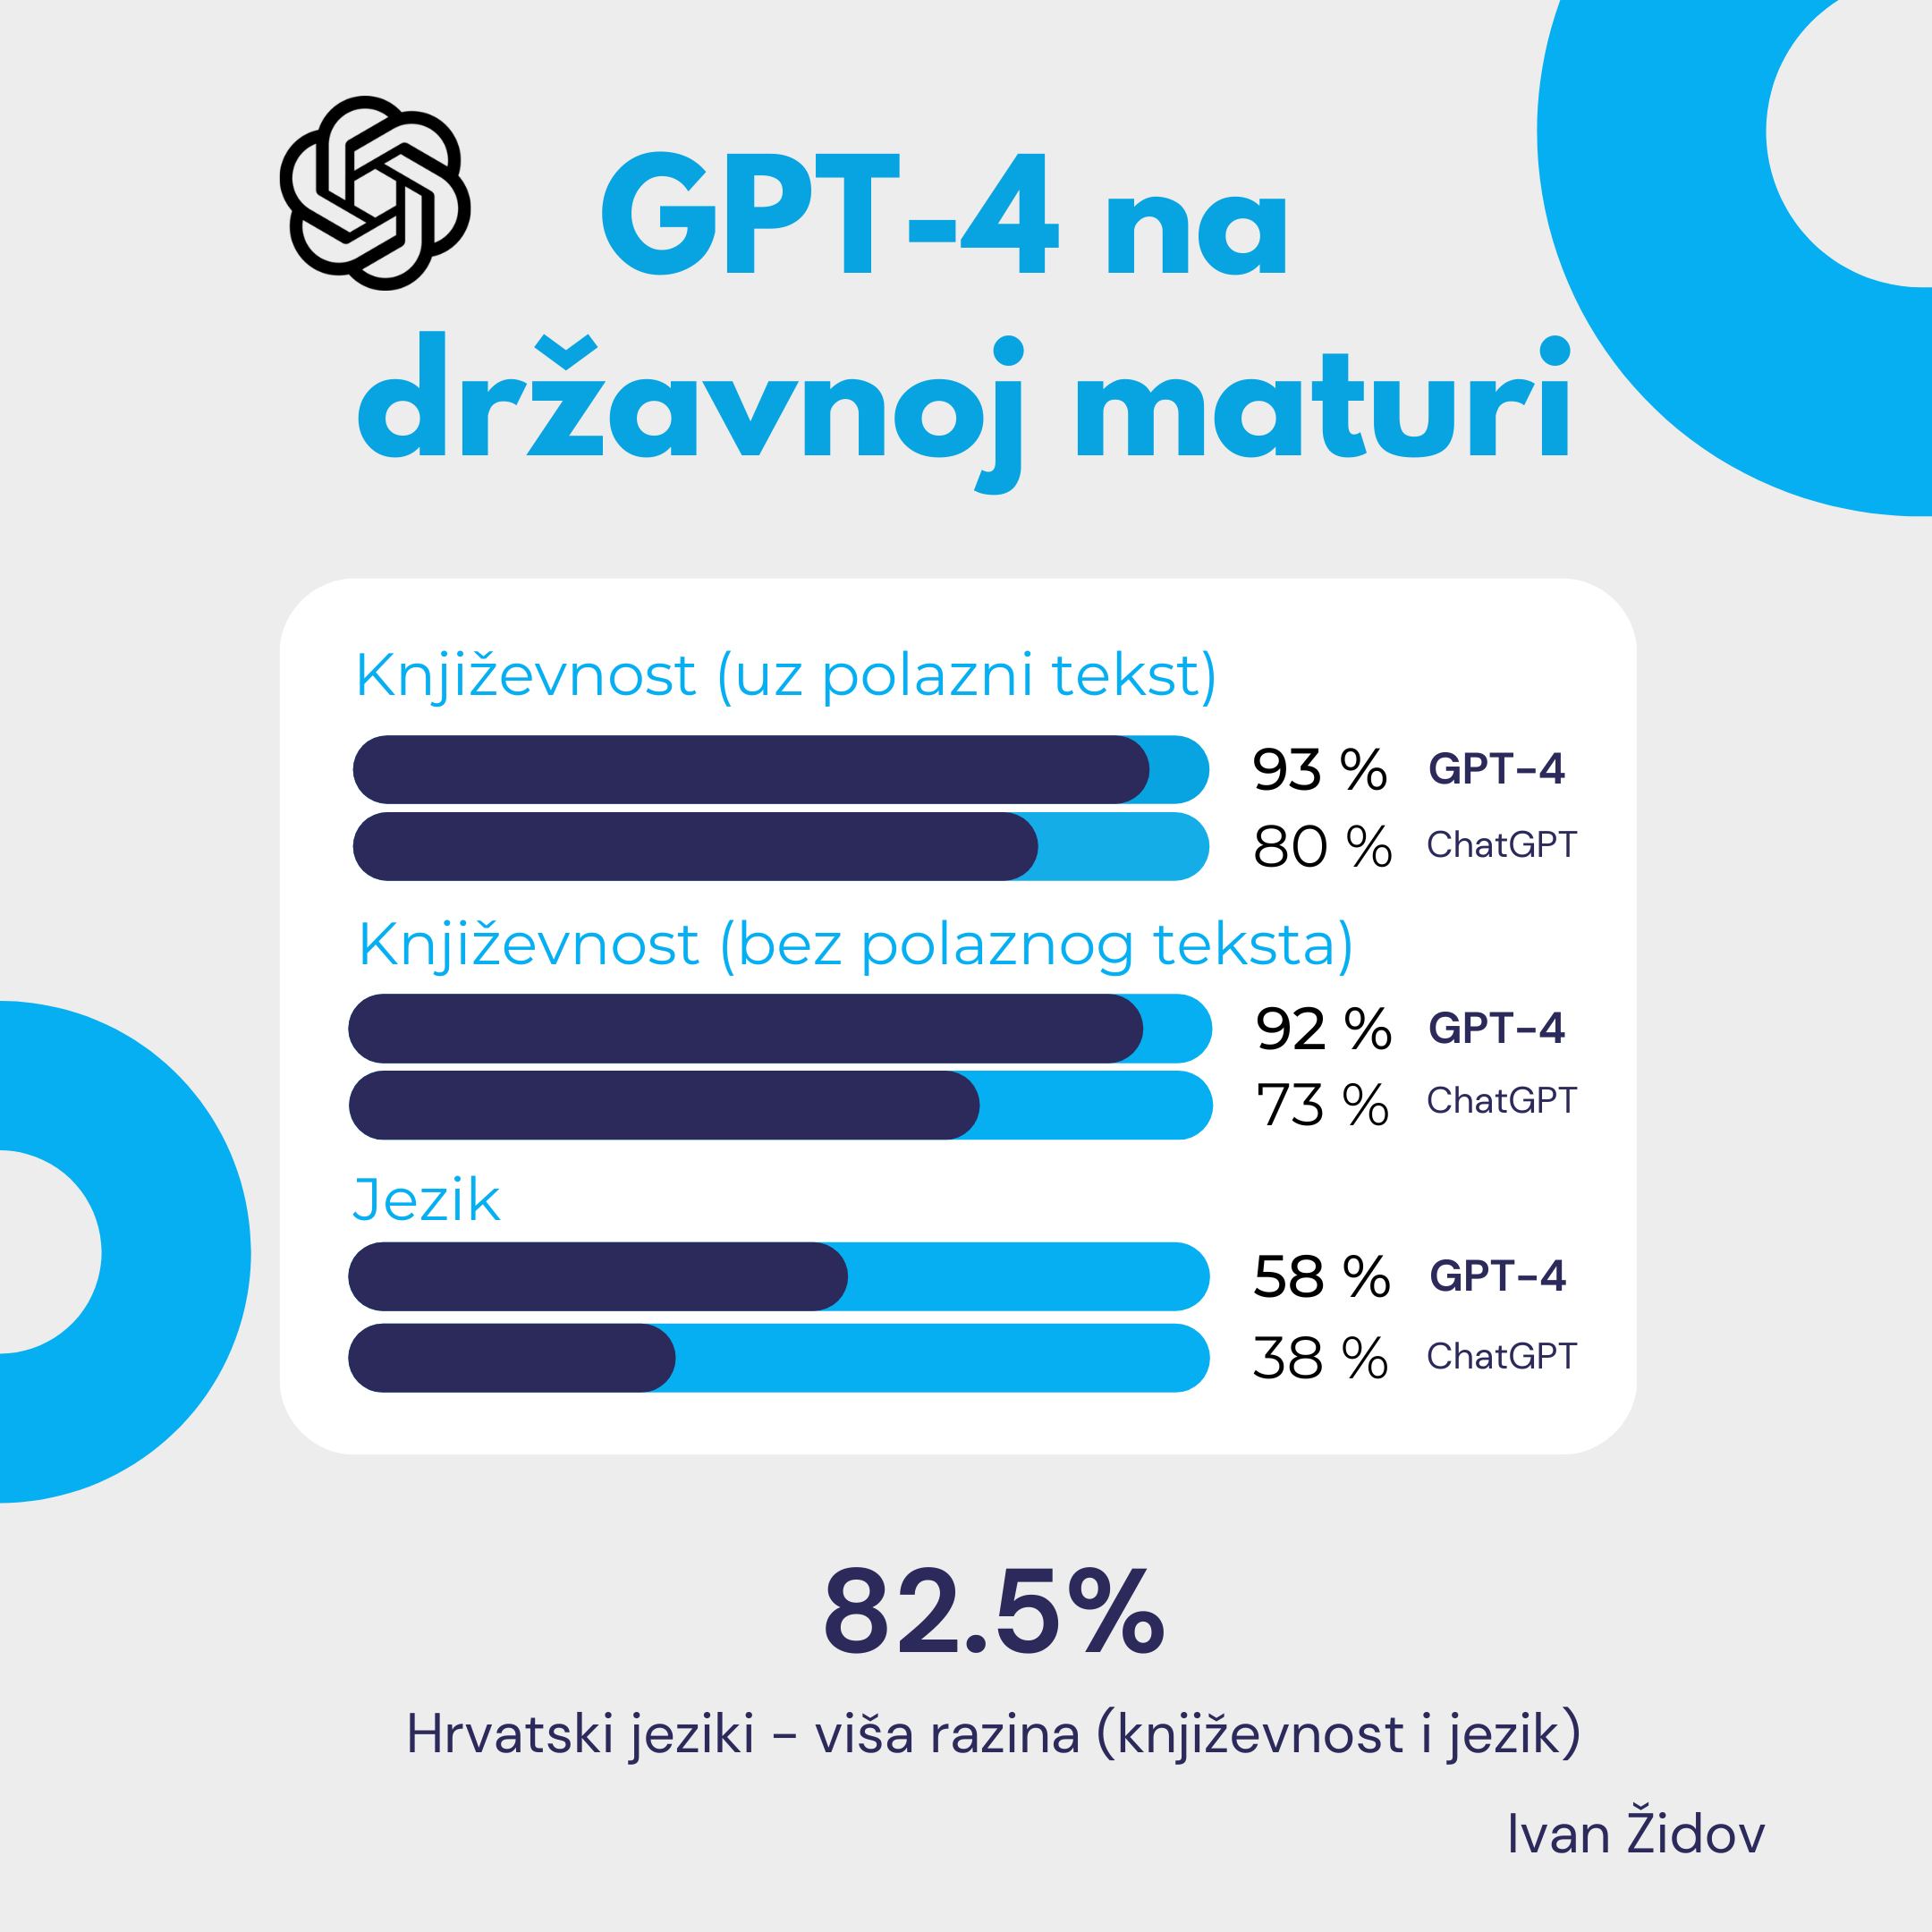 GPT-4 na
državnoj maturi
Književnost (uz polazni tekst)
93 % GPT-4
80 % ChatGPT
Književnost (bez polaznog teksta)
92 % GPT-4
73 % ChatGPT
Jezik
58 % GPT-4
38 % ChatGPT
82.5%
Hrvatski jeziki – viša razina (književnost i jezik)
Ivan Židov